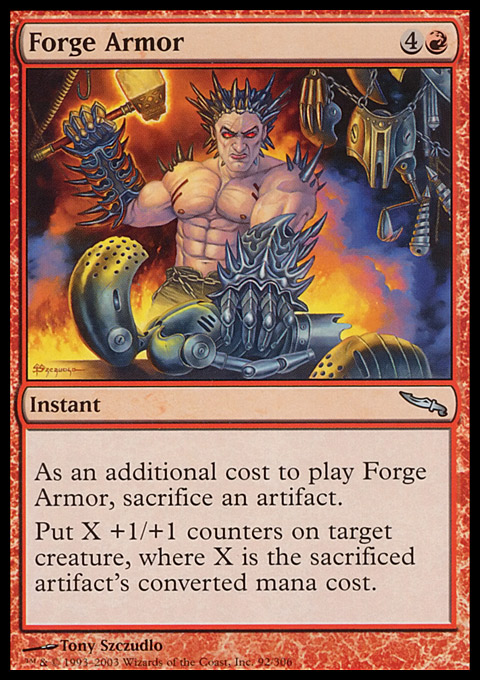 Forge Armor
4
Instant
As an additional cost to play Forge
Armor, sacrifice an artifact.
Put X +1/+1 counters on target
creature, where X is the sacrificed
artifact's converted mana cost.
Tony Szczudlo
™ & © 1993–2003 Wizards of the Coast, Inc. 92/306